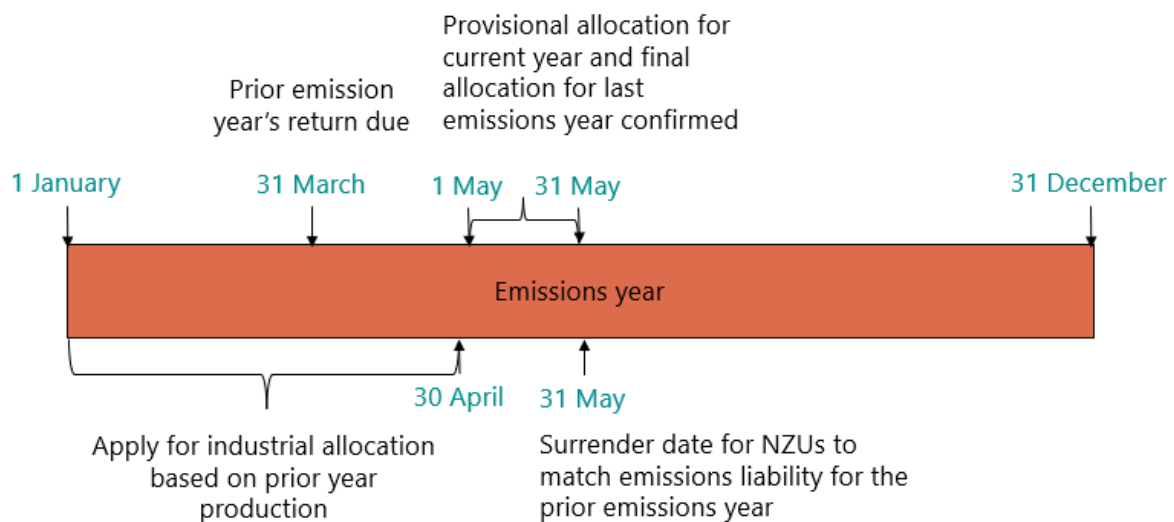 Provisional allocation for
current year and final
allocation for last
emissions year confirmed
Prior emission
year's return due
1 January
31 March
1 May
31 May
31 December
Emissions year
30 April
31 May
Apply for industrial allocation
based on prior year
production
Surrender date for NZUs to
match emissions liability for the
prior emissions year